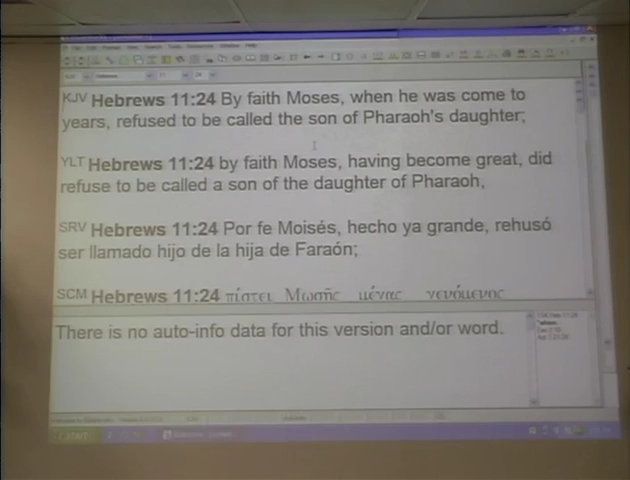 KJV Hebrews 11:24 By faith Moses, when he was come to
years, refused to be called the son of Pharaoh's daughter;
YLT Hebrews 11:24 by faith Moses, having become great, did
refuse to be called a son of the daughter of Pharaoh,
SRV Hebrews 11:24 Por fe Moisés, hecho ya grande, rehusó
ser llamado hijo de la hija de Faraón;
SCM Hebrews 11:24 πίστει Μωσῆς μέγας γενόμενος
There is no auto-info data for this version and/or word.